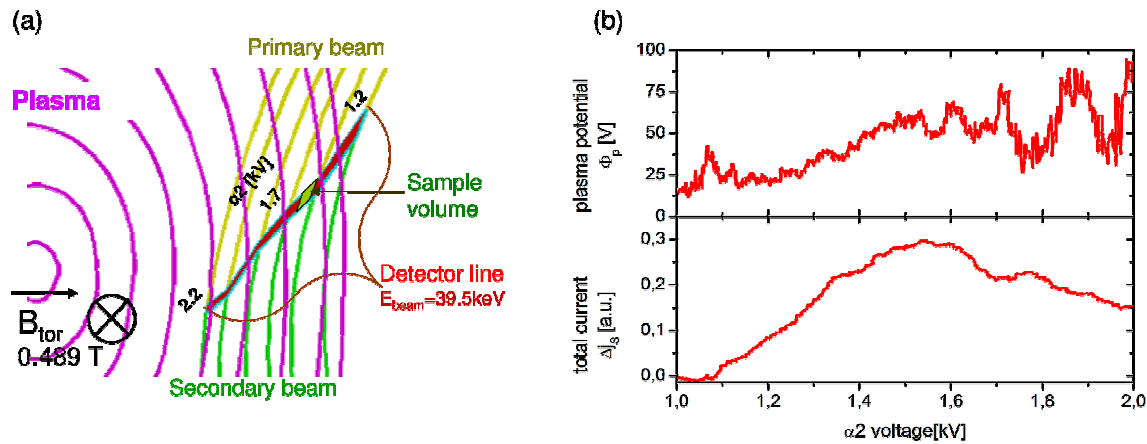 (a)
Primary beam
Plasma
1.2
α2 [kV]
1.7
Sample
volume
2.2
Detector line
E_beam=39.5keV
B_tor
0.489 T
Secondary beam
(b)
plasma potential
Φ_p [V]
100
75
50
25
0
total current
Δj_s [a.u.]
0,3
0,2
0,1
0,0
1,0
1,2
1,4
1,6
1,8
2,0
α2 voltage[kV]